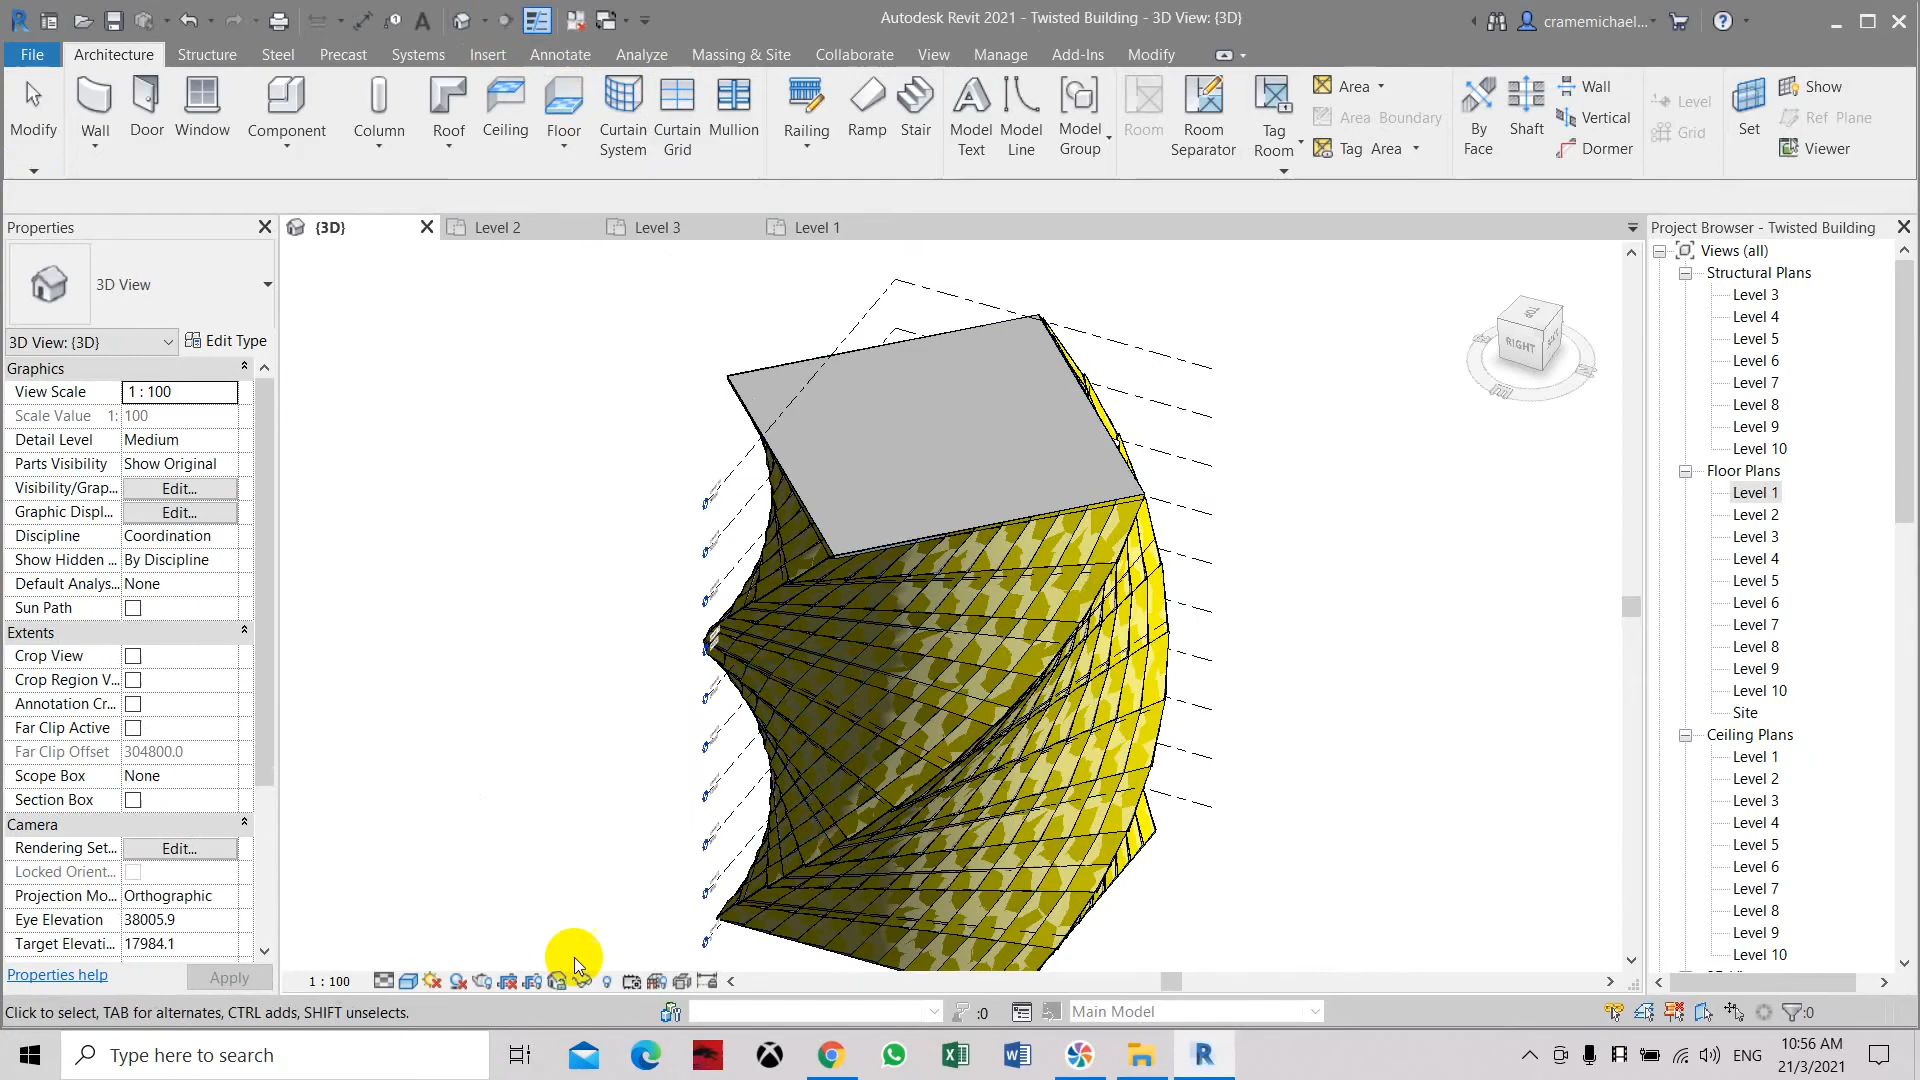 Autodesk Revit 2021 - Twisted Building - 3D View: {3D}
cramemichael...
File Architecture Structure Steel Precast Systems Insert Annotate Analyze Massing & Site Collaborate View Manage Add-Ins Modify
Modify Wall Door Window Component Column Roof Ceiling Floor Curtain System Curtain Grid Mullion Railing Ramp Stair Model Text Model Line Model Group Room Room Separator Tag Room
Area
Area Boundary
Tag Area
By Face Shaft
Wall
Vertical
Dormer
Level
Grid
Set
Show
Ref Plane
Viewer
Properties
3D View
3D View: {3D} Edit Type
Graphics
View Scale 1 : 100
Scale Value 1: 100
Detail Level Medium
Parts Visibility Show Original
Visibility/Grap... Edit...
Graphic Displ... Edit...
Discipline Coordination
Show Hidden ... By Discipline
Default Analys... None
Sun Path
Extents
Crop View
Crop Region V...
Annotation Cr...
Far Clip Active
Far Clip Offset 304800.0
Scope Box None
Section Box
Camera
Rendering Set... Edit...
Locked Orient...
Projection Mo... Orthographic
Eye Elevation 38005.9
Target Elevati... 17984.1
Properties help Apply
{3D} Level 2 Level 3 Level 1
TOP
RIGHT
BACK
1 : 100
Project Browser - Twisted Building
Views (all)
Structural Plans
Level 3
Level 4
Level 5
Level 6
Level 7
Level 8
Level 9
Level 10
Floor Plans
Level 1
Level 2
Level 3
Level 4
Level 5
Level 6
Level 7
Level 8
Level 9
Level 10
Site
Ceiling Plans
Level 1
Level 2
Level 3
Level 4
Level 5
Level 6
Level 7
Level 8
Level 9
Level 10
Click to select, TAB for alternates, CTRL adds, SHIFT unselects.
:0
Main Model
:0
Type here to search
ENG
10:56 AM
21/3/2021